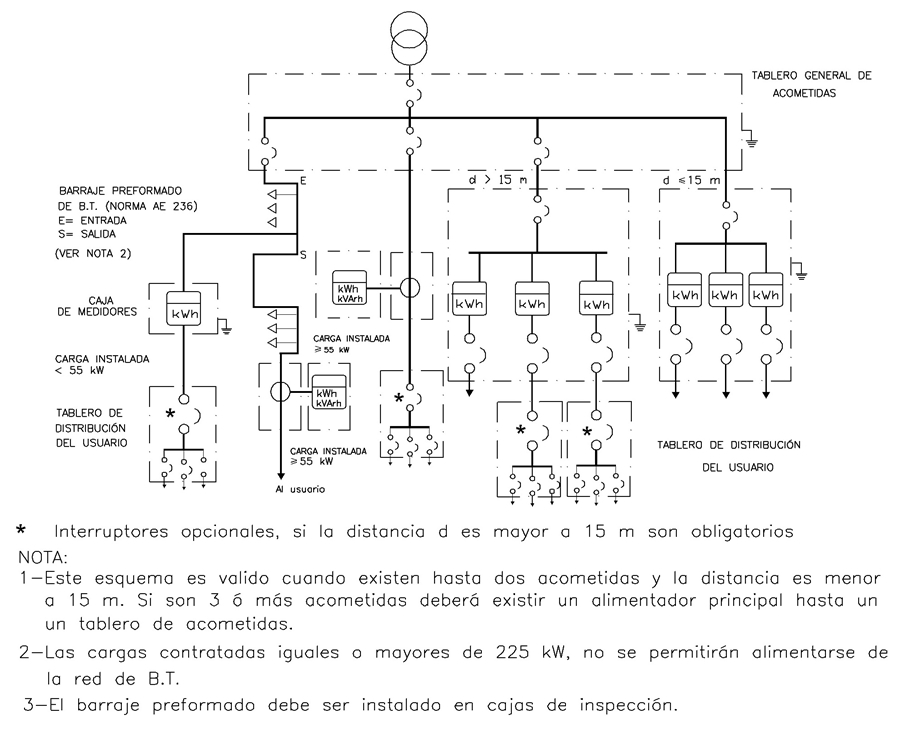 TABLERO GENERAL DE
ACOMETIDAS
d > 15 m
d ≤ 15 m
E
BARRAJE PREFORMADO
DE B.T. (NORMA AE 236)
E= ENTRADA
S= SALIDA
(VER NOTA 2)
S
kWh
kVArh
kWh
kWh
kWh
kWh
kWh
kWh
CAJA
DE MEDIDORES
kWh
CARGA INSTALADA
≥ 55 kW
CARGA INSTALADA
< 55 kW
kWh
kVArh
*
TABLERO DE
DISTRIBUCIÓN
DEL USUARIO
*
*
*
CARGA INSTALADA
≥55 kW
TABLERO DE DISTRIBUCIÓN
DEL USUARIO
Al usuario
* Interruptores opcionales, si la distancia d es mayor a 15 m son obligatorios
NOTA:
1-Este esquema es valido cuando existen hasta dos acometidas y la distancia es menor
a 15 m. Si son 3 ó más acometidas deberá existir un alimentador principal hasta un
un tablero de acometidas.
2-Las cargas contratadas iguales o mayores de 225 kW, no se permitirán alimentarse de
la red de B.T.
3-El barraje preformado debe ser instalado en cajas de inspección.